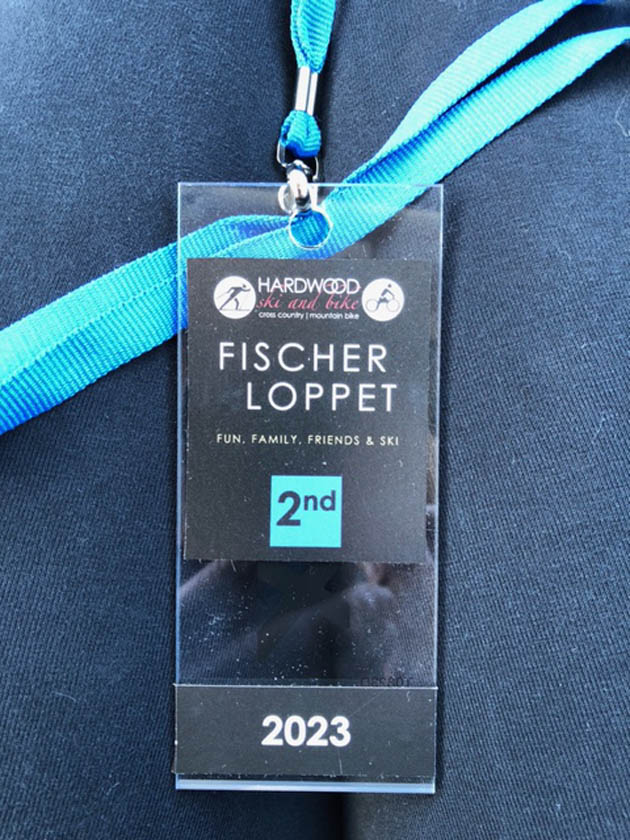 HARDWOOD
ski and bike
cross country | mountain bike
FISCHER
LOPPET
FUN, FAMILY, FRIENDS & SKI
2nd
2023